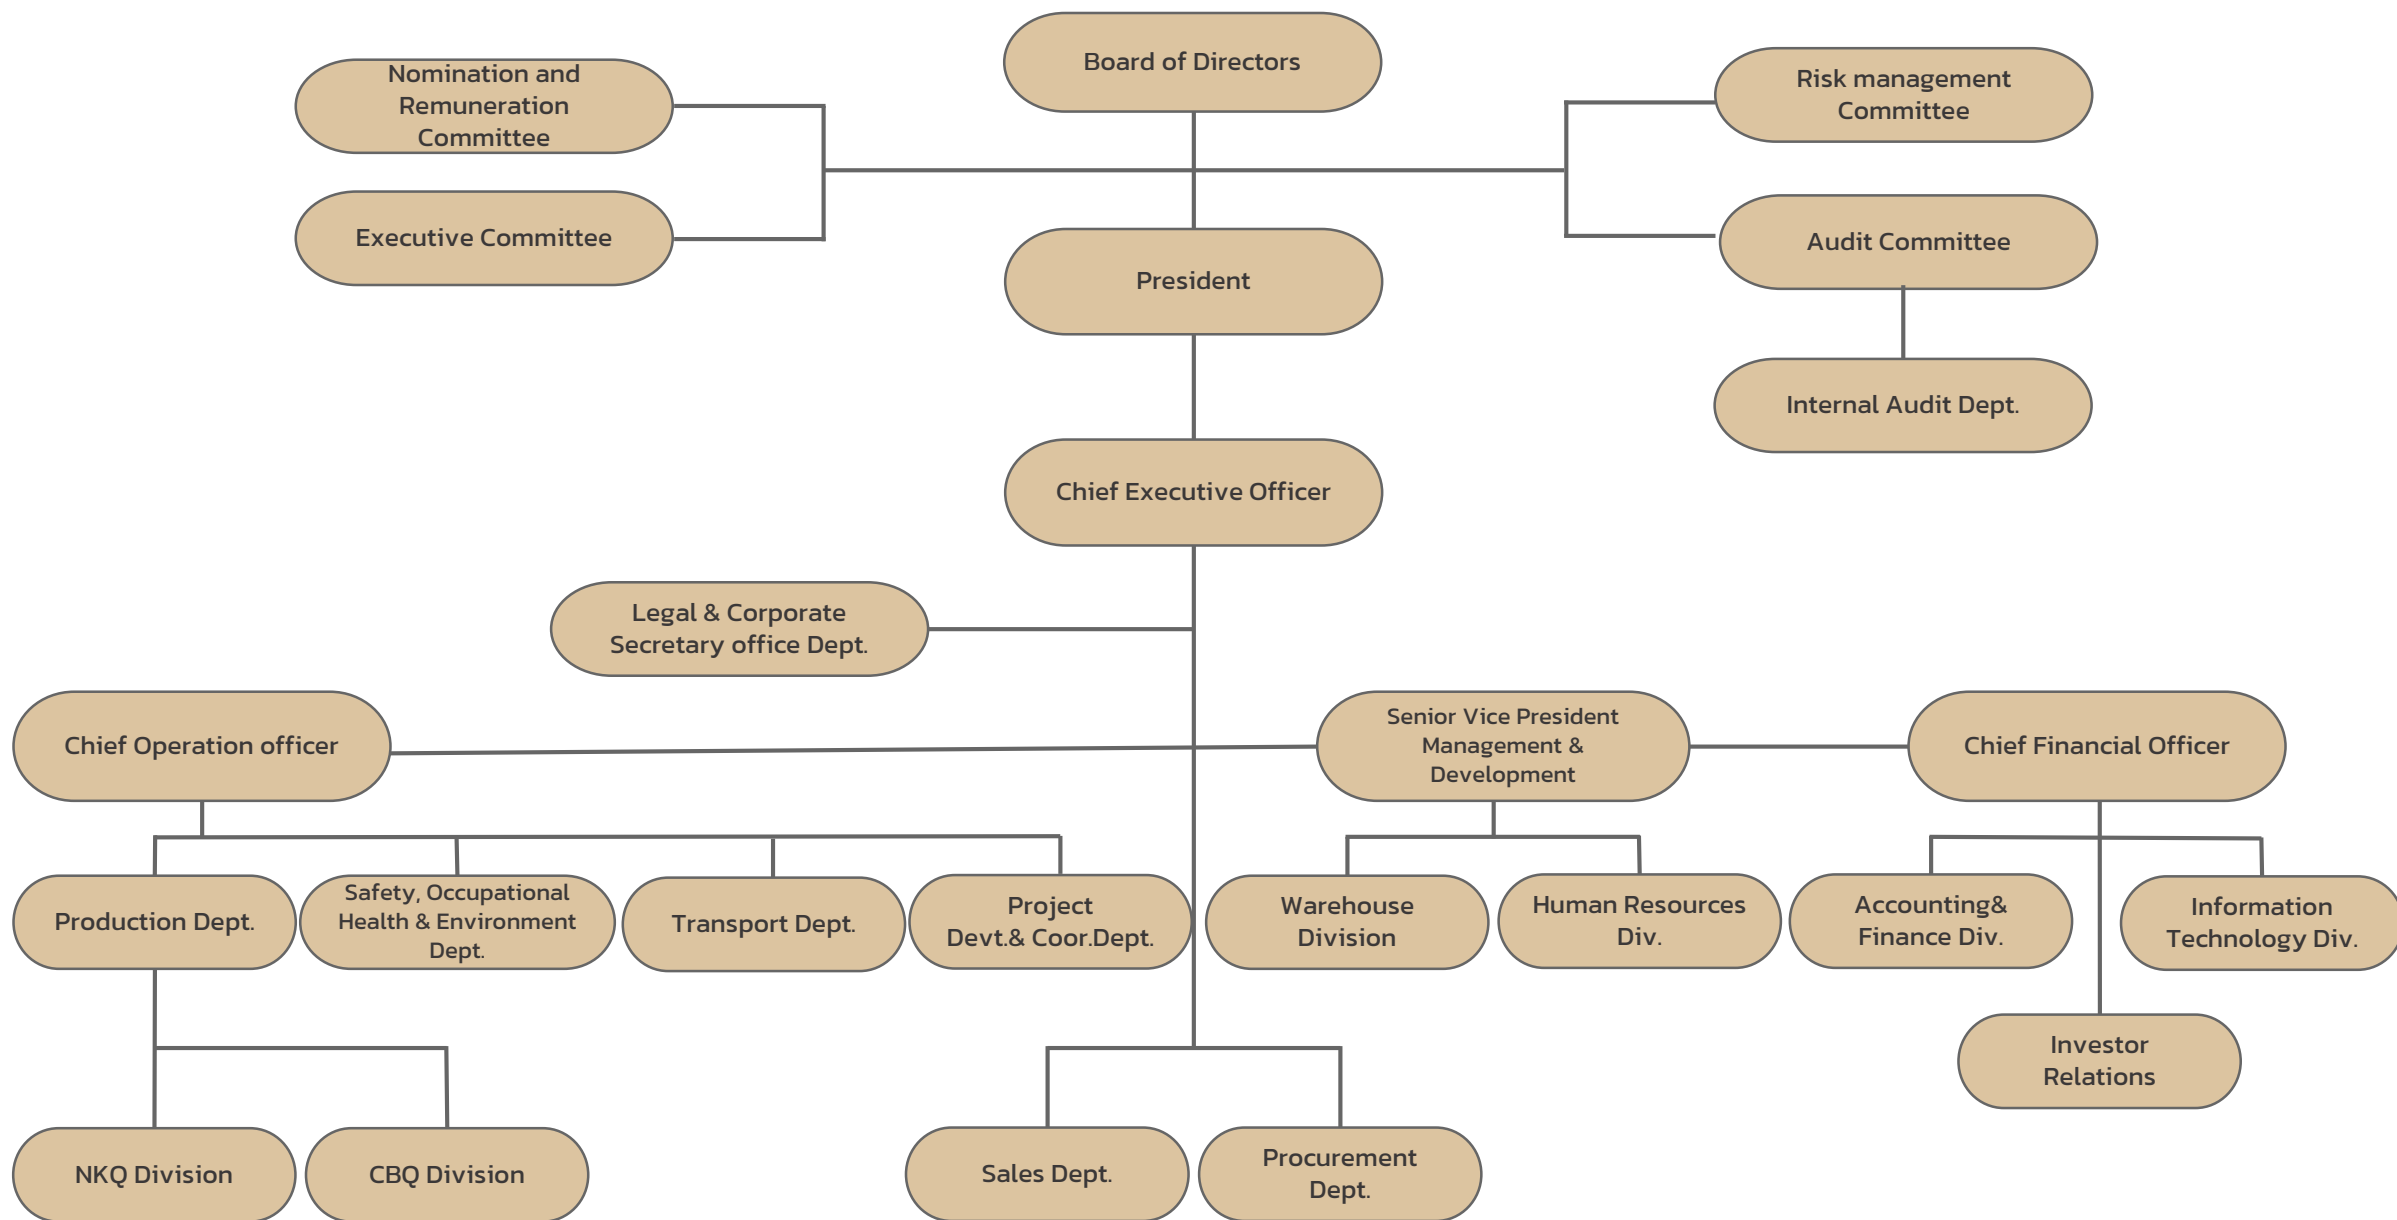 Board of Directors
Nomination and
Remuneration
Committee
Risk management
Committee
Executive Committee
Audit Committee
President
Internal Audit Dept.
Chief Executive Officer
Legal & Corporate
Secretary office Dept.
Chief Operation officer
Senior Vice President
Management &
Development
Chief Financial Officer
Production Dept.
Safety, Occupational
Health & Environment
Dept.
Transport Dept.
Project
Devt.& Coor.Dept.
Warehouse
Division
Human Resources
Div.
Accounting&
Finance Div.
Information
Technology Div.
Investor
Relations
NKQ Division
CBQ Division
Sales Dept.
Procurement
Dept.